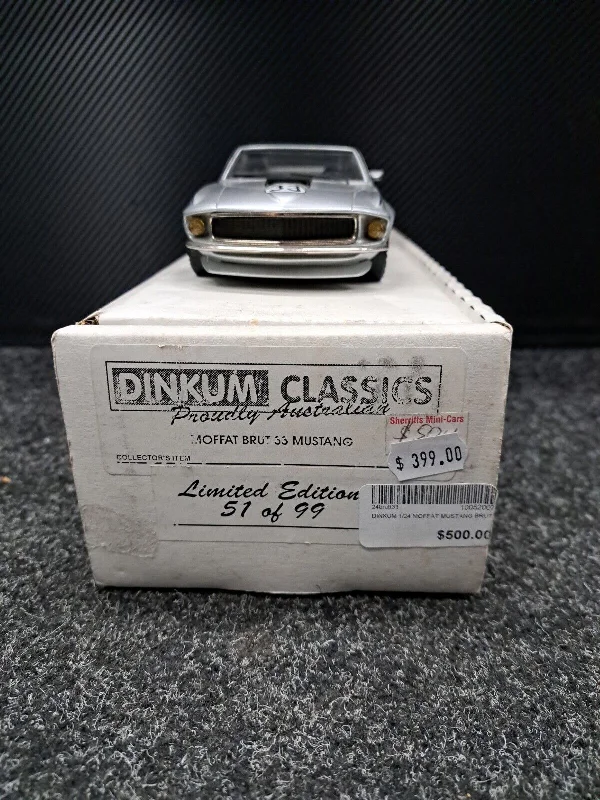 33
DINKUM CLASSICS
Proudly Australian
MOFFAT BRUT 33 MUSTANG
COLLECTOR'S ITEM
Sherriffs Mini-Cars
$ 399.00
Limited Edition
51 of 99
DINKUM 1/24 MOFFAT MUSTANG
$500.00